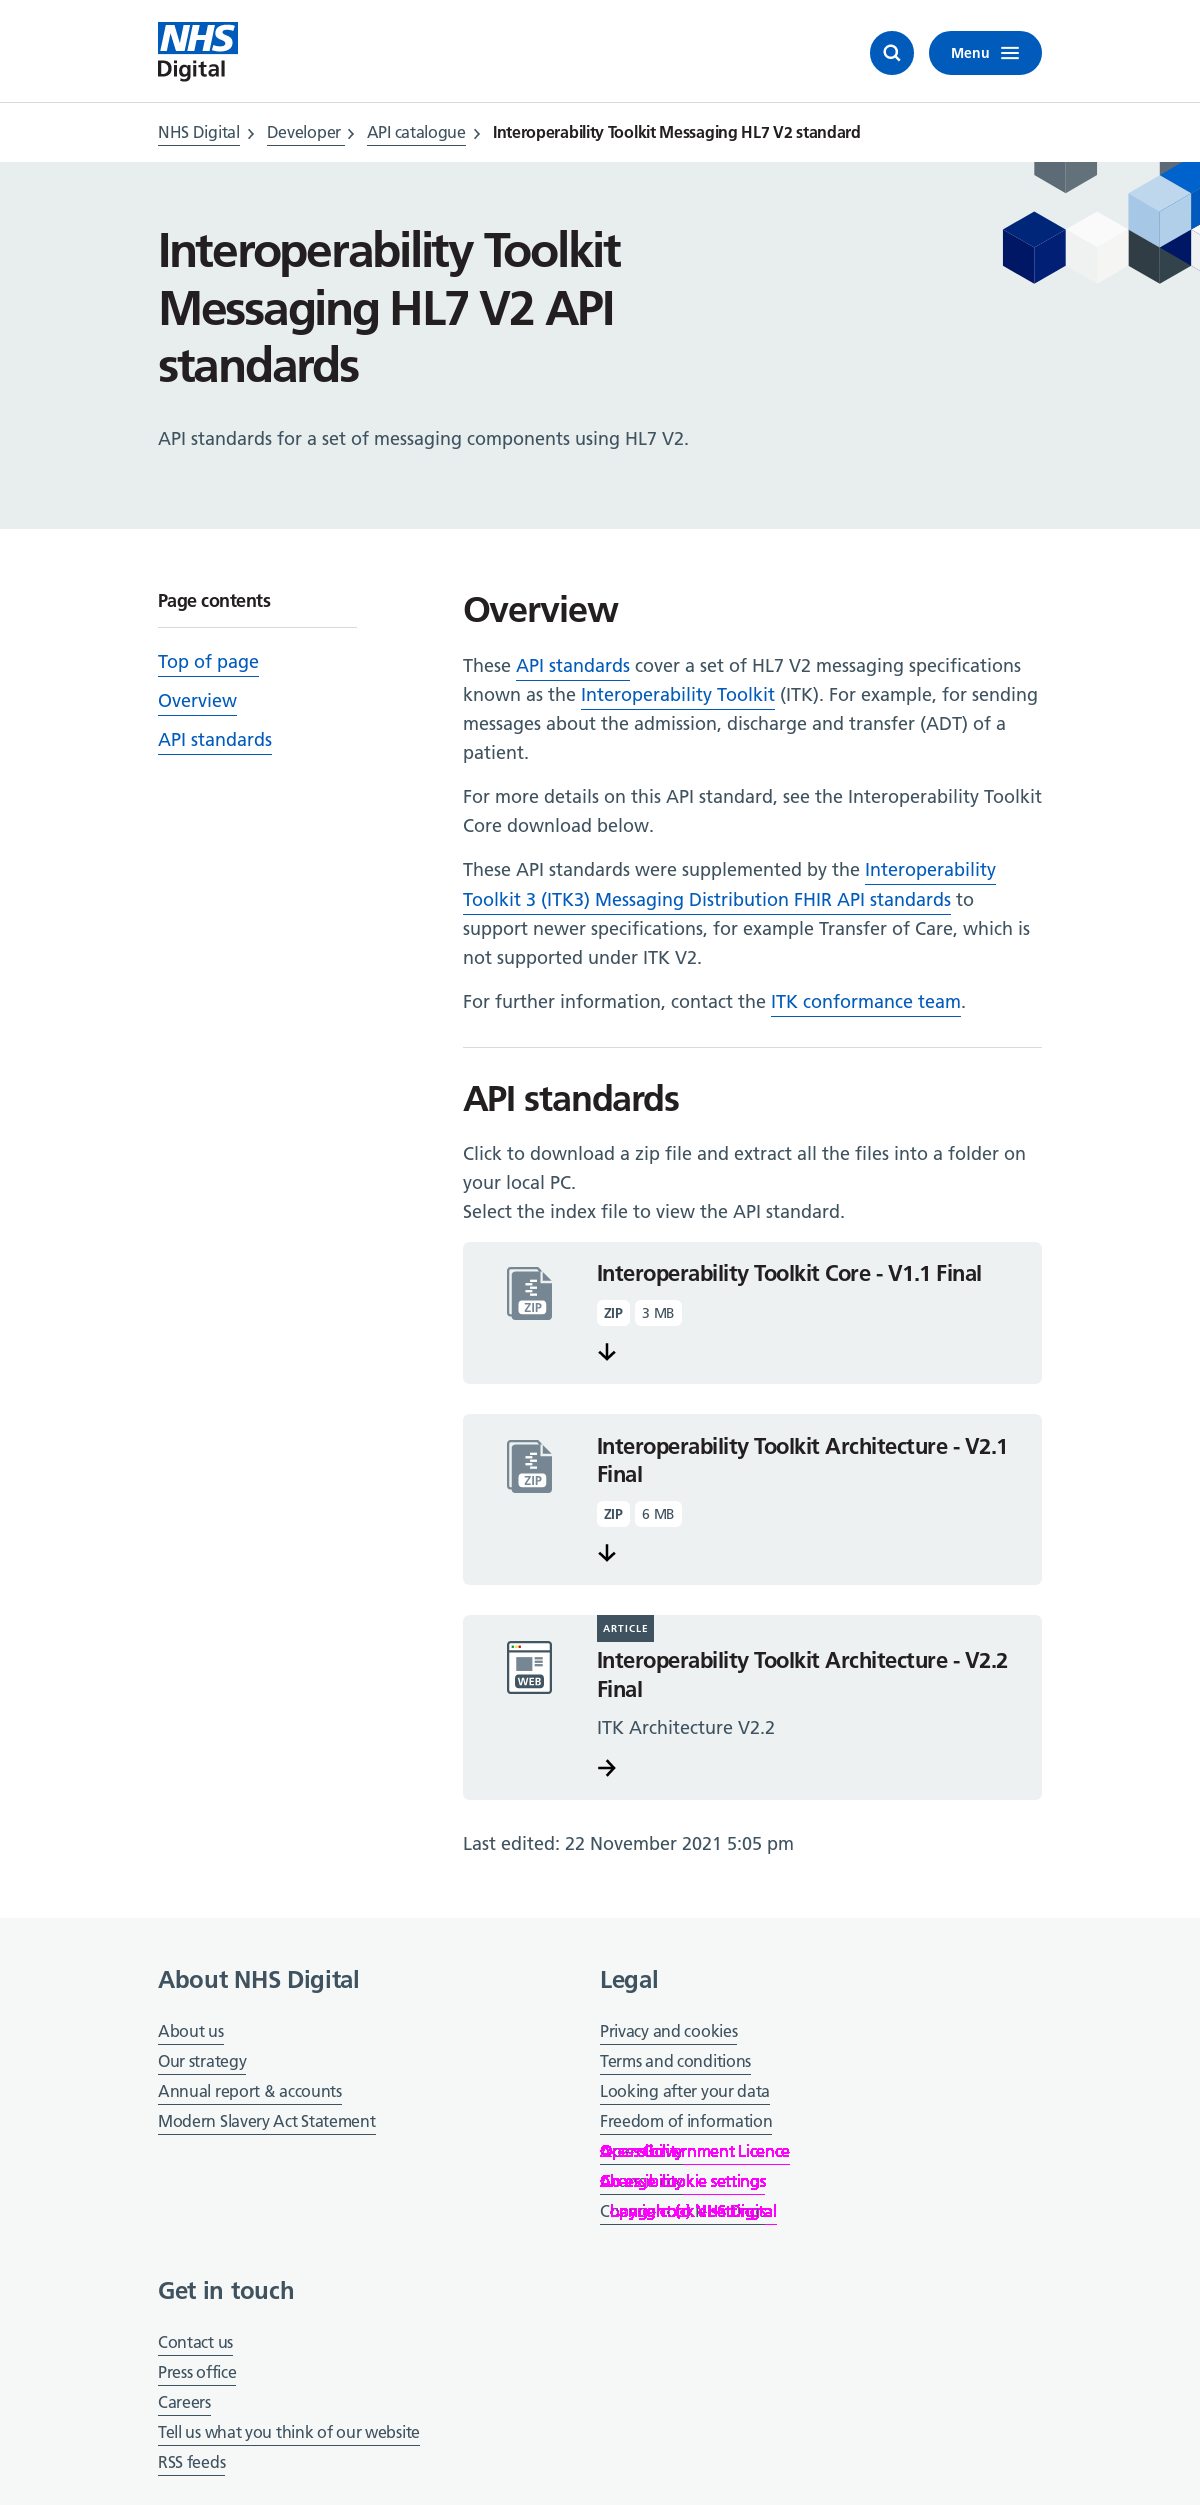 NHS
Digital
Menu
NHS Digital
Developer
API catalogue
Interoperability Toolkit Messaging HL7 V2 standard
Interoperability Toolkit
Messaging HL7 V2 API
standards
API standards for a set of messaging components using HL7 V2.
Page contents
Top of page
Overview
API standards
Overview
These API standards cover a set of HL7 V2 messaging specifications
known as the Interoperability Toolkit (ITK). For example, for sending
messages about the admission, discharge and transfer (ADT) of a
patient.
For more details on this API standard, see the Interoperability Toolkit
Core download below.
These API standards were supplemented by the Interoperability
Toolkit 3 (ITK3) Messaging Distribution FHIR API standards to
support newer specifications, for example Transfer of Care, which is
not supported under ITK V2.
For further information, contact the ITK conformance team.
API standards
Click to download a zip file and extract all the files into a folder on
your local PC.
Select the index file to view the API standard.
ZIP
Interoperability Toolkit Core - V1.1 Final
ZIP 3 MB
ZIP
Interoperability Toolkit Architecture - V2.1
Final
ZIP 6 MB
ARTICLE
WEB
Interoperability Toolkit Architecture - V2.2
Final
ITK Architecture V2.2
Last edited: 22 November 2021 5:05 pm
About NHS Digital
About us
Our strategy
Annual report & accounts
Modern Slavery Act Statement
Legal
Privacy and cookies
Terms and conditions
Looking after your data
Freedom of information
Get in touch
Contact us
Press office
Careers
Tell us what you think of our website
RSS feeds